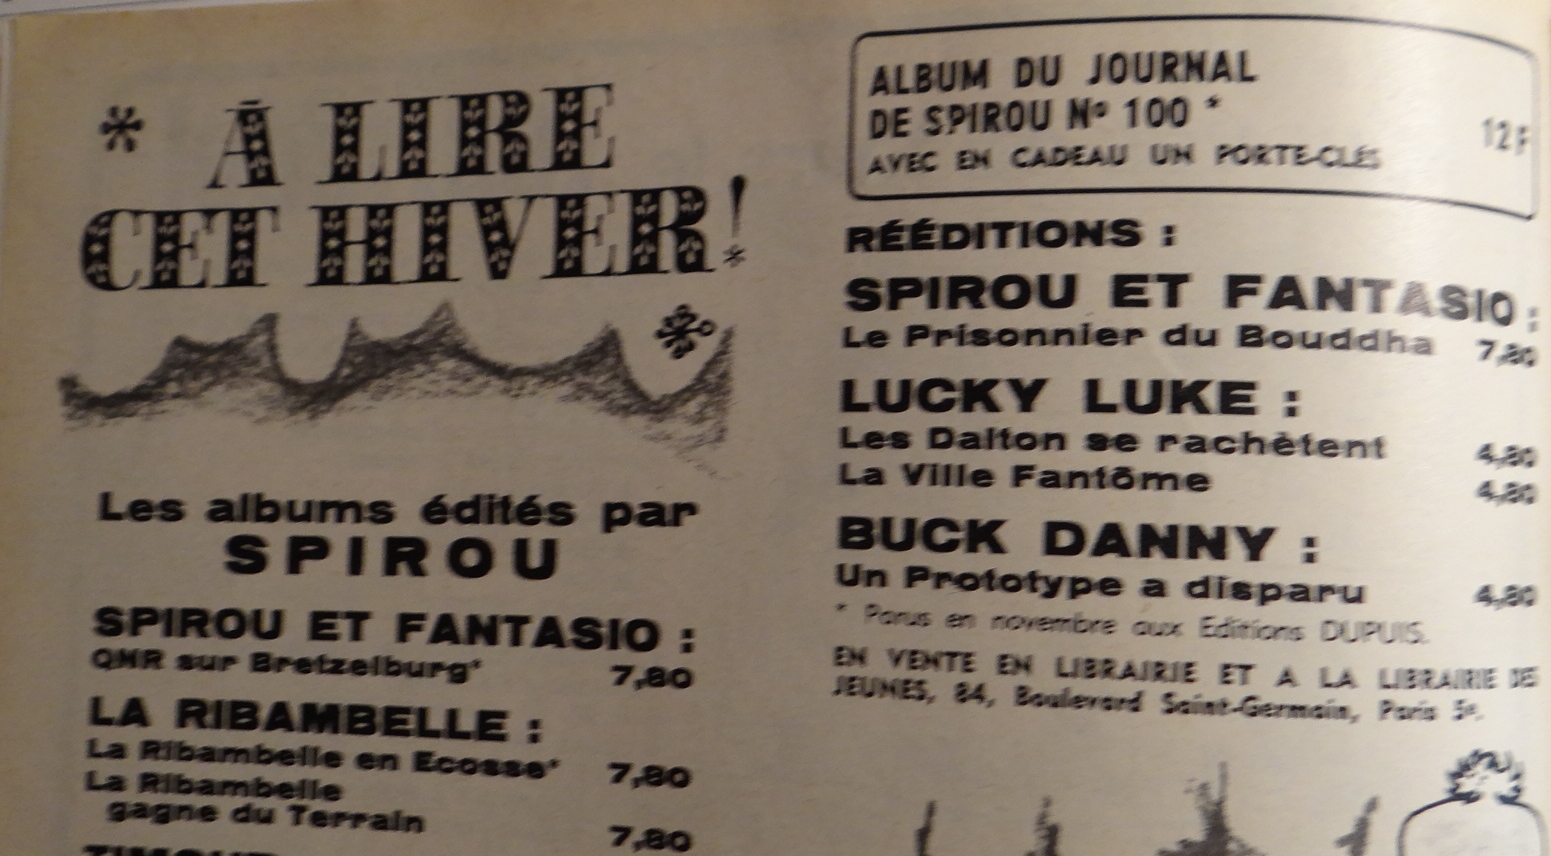 * À LIRE
CET HIVER!
*
Les albums édités par
SPIROU
SPIROU ET FANTASIO :
QNR sur Bretzelburg* 7,80
LA RIBAMBELLE :
La Ribambelle en Ecosse* 7,80
La Ribambelle
gagne du Terrain 7,80
ALBUM DU JOURNAL
DE SPIROU Nº 100 * 12 F
AVEC EN CADEAU UN PORTE-CLÉS
RÉÉDITIONS :
SPIROU ET FANTASIO :
Le Prisonnier du Bouddha 7,80
LUCKY LUKE :
Les Dalton se rachètent 4,80
La Ville Fantôme 4,80
BUCK DANNY :
Un Prototype a disparu 4,80
* Parus en novembre aux Editions DUPUIS.
EN VENTE EN LIBRAIRIE ET A LA LIBRAIRIE DES
JEUNES, 84, Boulevard Saint-Germain, Paris 5e.